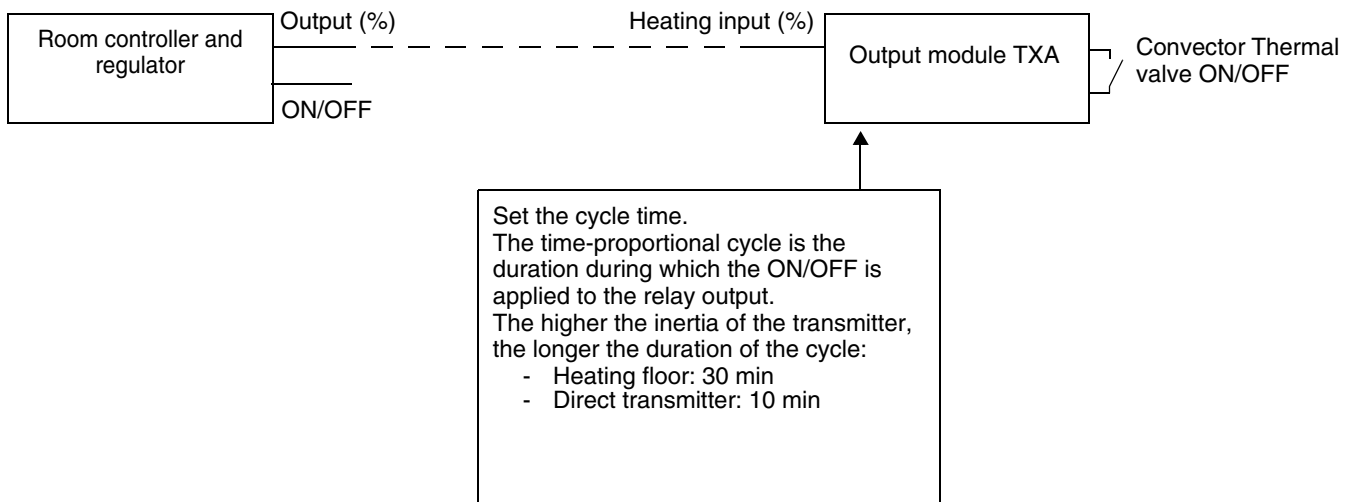 Room controller and
regulator
Output (%)
ON/OFF
Heating input (%)
Output module TXA
Convector Thermal
valve ON/OFF
Set the cycle time.
The time-proportional cycle is the
duration during which the ON/OFF is
applied to the relay output.
The higher the inertia of the transmitter,
the longer the duration of the cycle:
- Heating floor: 30 min
- Direct transmitter: 10 min